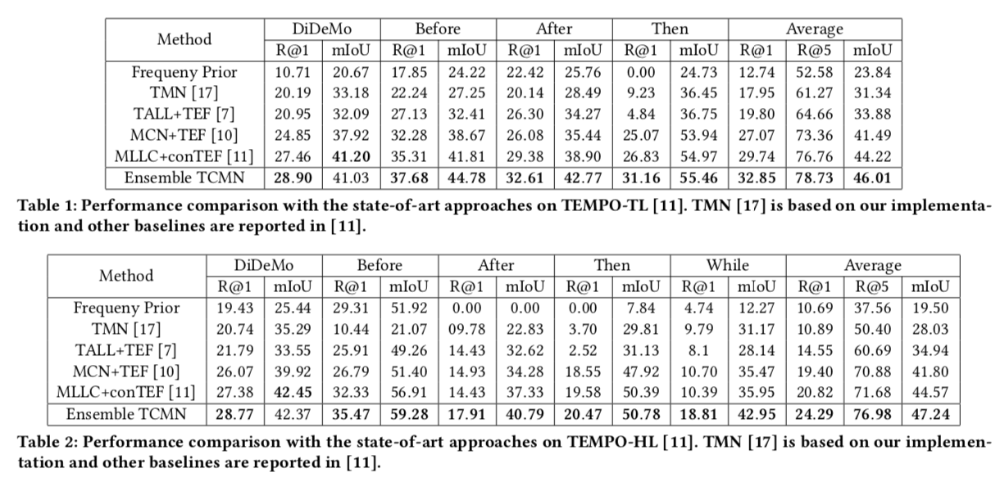 Method DiDeMo Before After Then Average
R@1 mIoU R@1 mIoU R@1 mIoU R@1 mIoU R@1 R@5 mIoU
Frequeny Prior 10.71 20.67 17.85 24.22 22.42 25.76 0.00 24.73 12.74 52.58 23.84
TMN [17] 20.19 33.18 22.24 27.25 20.14 28.49 9.23 36.45 17.95 61.27 31.34
TALL+TEF [7] 20.95 32.09 27.13 32.41 26.30 34.27 4.84 36.75 19.80 64.66 33.88
MCN+TEF [10] 24.85 37.92 32.28 38.67 26.08 35.44 25.07 53.94 27.07 73.36 41.49
MLLC+conTEF [11] 27.46 41.20 35.31 41.81 29.38 38.90 26.83 54.97 29.74 76.76 44.22
Ensemble TCMN 28.90 41.03 37.68 44.78 32.61 42.77 31.16 55.46 32.85 78.73 46.01
Table 1: Performance comparison with the state-of-art approaches on TEMPO-TL [11]. TMN [17] is based on our implementa-
tion and other baselines are reported in [11].
Method DiDeMo Before After Then While Average
R@1 mIoU R@1 mIoU R@1 mIoU R@1 mIoU R@1 mIoU R@1 R@5 mIoU
Frequeny Prior 19.43 25.44 29.31 51.92 0.00 0.00 0.00 7.84 4.74 12.27 10.69 37.56 19.50
TMN [17] 20.74 35.29 10.44 21.07 09.78 22.83 3.70 29.81 9.79 31.17 10.89 50.40 28.03
TALL+TEF [7] 21.79 33.55 25.91 49.26 14.43 32.62 2.52 31.13 8.1 28.14 14.55 60.69 34.94
MCN+TEF [10] 26.07 39.92 26.79 51.40 14.93 34.28 18.55 47.92 10.70 35.47 19.40 70.88 41.80
MLLC+conTEF [11] 27.38 42.45 32.33 56.91 14.43 37.33 19.58 50.39 10.39 35.95 20.82 71.68 44.57
Ensemble TCMN 28.77 42.37 35.47 59.28 17.91 40.79 20.47 50.78 18.81 42.95 24.29 76.98 47.24
Table 2: Performance comparison with the state-of-art approaches on TEMPO-HL [11]. TMN [17] is based on our implemen-
tation and other baselines are reported in [11].